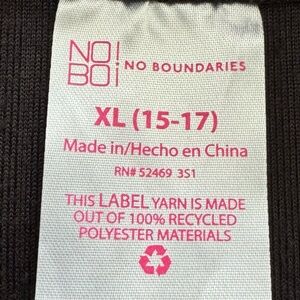 NO!
BOi NO BOUNDARIES
XL (15-17)
Made in/Hecho en China
RN# 52469 3S1
THIS LABEL YARN IS MADE
OUT OF 100% RECYCLED
POLYESTER MATERIALS